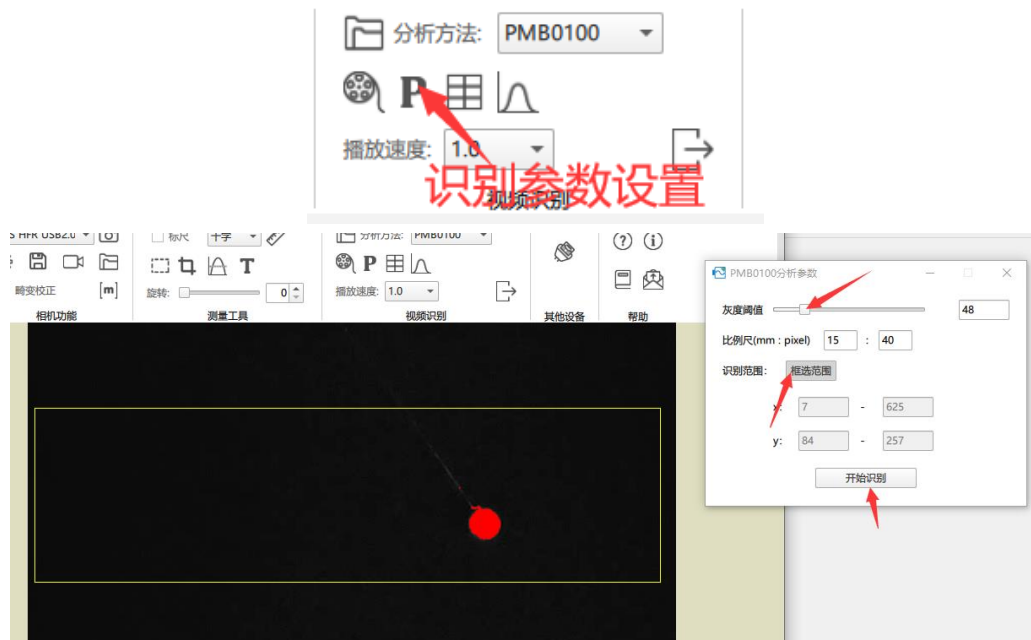 分析方法: PMB0100
P
播放速度: 1.0
识别参数设置
视频识别
S HFR USB2.0
标尺
十字
分析方法: PMB0100
T
P
畸变校正
[m]
旋转:
0
播放速度: 1.0
相机功能
测量工具
视频识别
其他设备
帮助
PMB0100分析参数
灰度阈值
48
比例尺(mm : pixel) 15 : 40
识别范围: 框选范围
x: 7 - 625
y: 84 - 257
开始识别